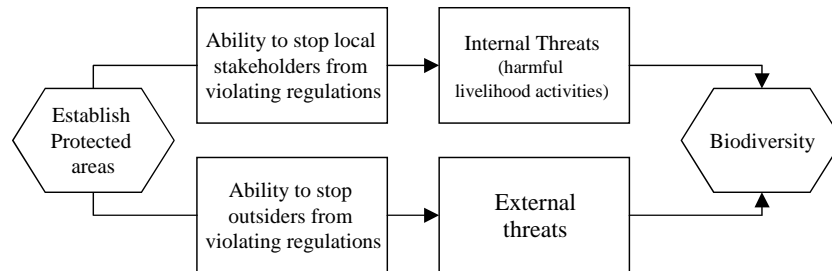 Establish
Protected
areas
Ability to stop local
stakeholders from
violating regulations
Internal Threats
(harmful
livelihood activities)
Ability to stop
outsiders from
violating regulations
External
threats
Biodiversity